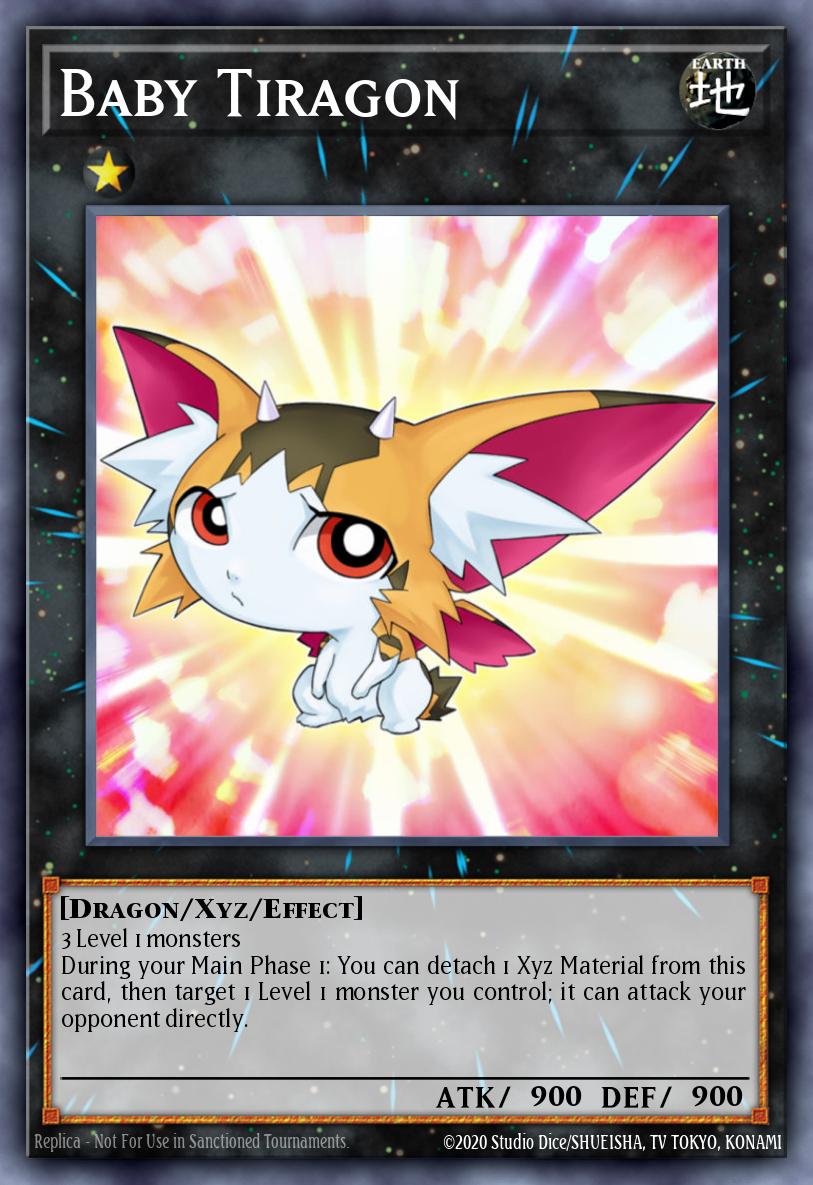 Baby Tiragon
EARTH
地
[Dragon/Xyz/Effect]
3 Level 1 monsters
During your Main Phase 1: You can detach 1 Xyz Material from this
card, then target 1 Level 1 monster you control; it can attack your
opponent directly.
ATK/ 900 DEF/ 900
Replica - Not For Use in Sanctioned Tournaments.
©2020 Studio Dice/SHUEISHA, TV TOKYO, KONAMI